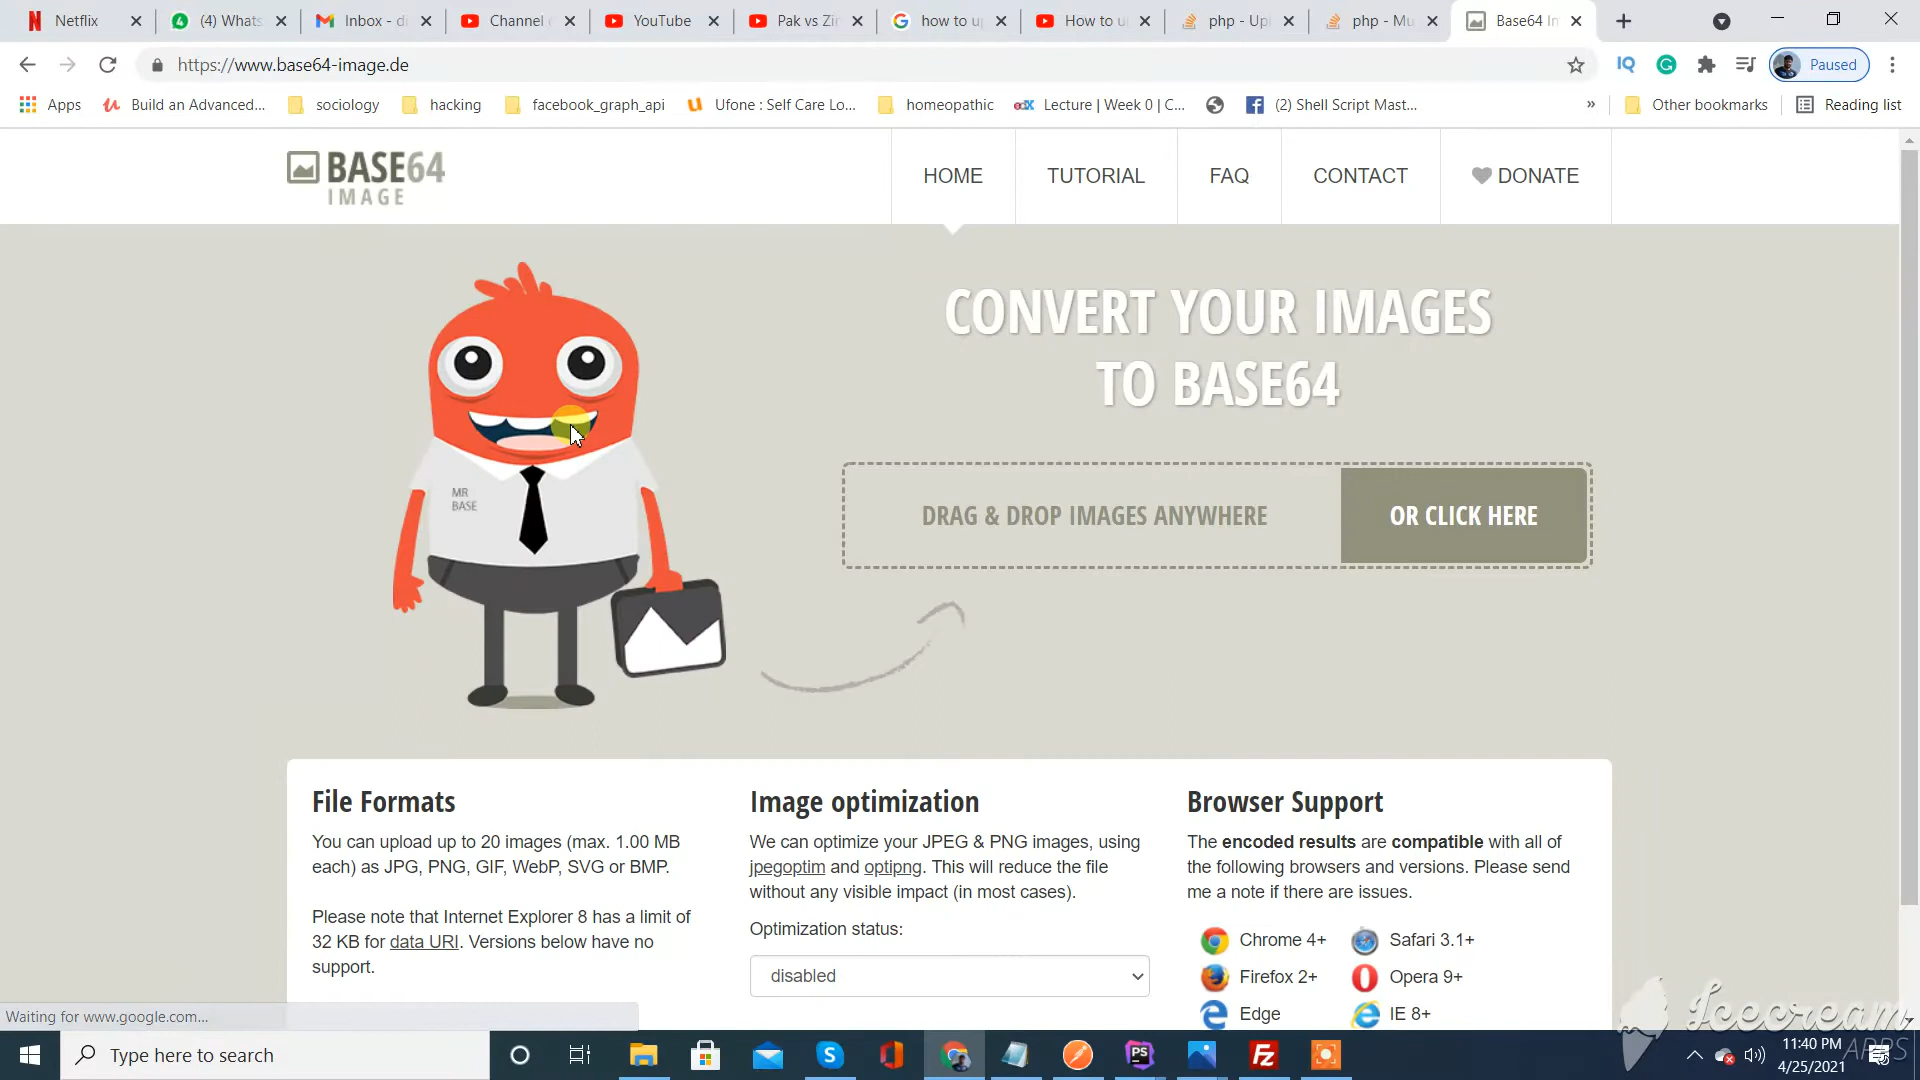 Netflix
(4) Whats
Inbox - di
Channel
YouTube
Pak vs Zi
how to u
How to u
php - Up
php - Mu
Base64 Im
https://www.base64-image.de
IQ
Paused
Apps
Build an Advanced...
sociology
hacking
facebook_graph_api
Ufone : Self Care Lo...
edX
Lecture | Week 0 | C...
(2) Shell Script Mast...
»
Other bookmarks
Reading list
BASE64
IMAGE
HOME
TUTORIAL
FAQ
CONTACT
DONATE
CONVERT YOUR IMAGES
TO BASE64
MR
BASE
DRAG & DROP IMAGES ANYWHERE
OR CLICK HERE
File Formats
You can upload up to 20 images (max. 1.00 MB
each) as JPG, PNG, GIF, WebP, SVG or BMP.
Please note that Internet Explorer 8 has a limit of
32 KB for data URI. Versions below have no
support.
Image optimization
We can optimize your JPEG & PNG images, using
jpegoptim and optipng. This will reduce the file
without any visible impact (in most cases).
Optimization status:
disabled
Browser Support
The encoded results are compatible with all of
the following browsers and versions. Please send
me a note if there are issues.
Chrome 4+
Safari 3.1+
Firefox 2+
Opera 9+
Edge
IE 8+
Waiting for www.google.com...
Icecream
APPS
Type here to search
PS
11:40 PM
4/25/2021